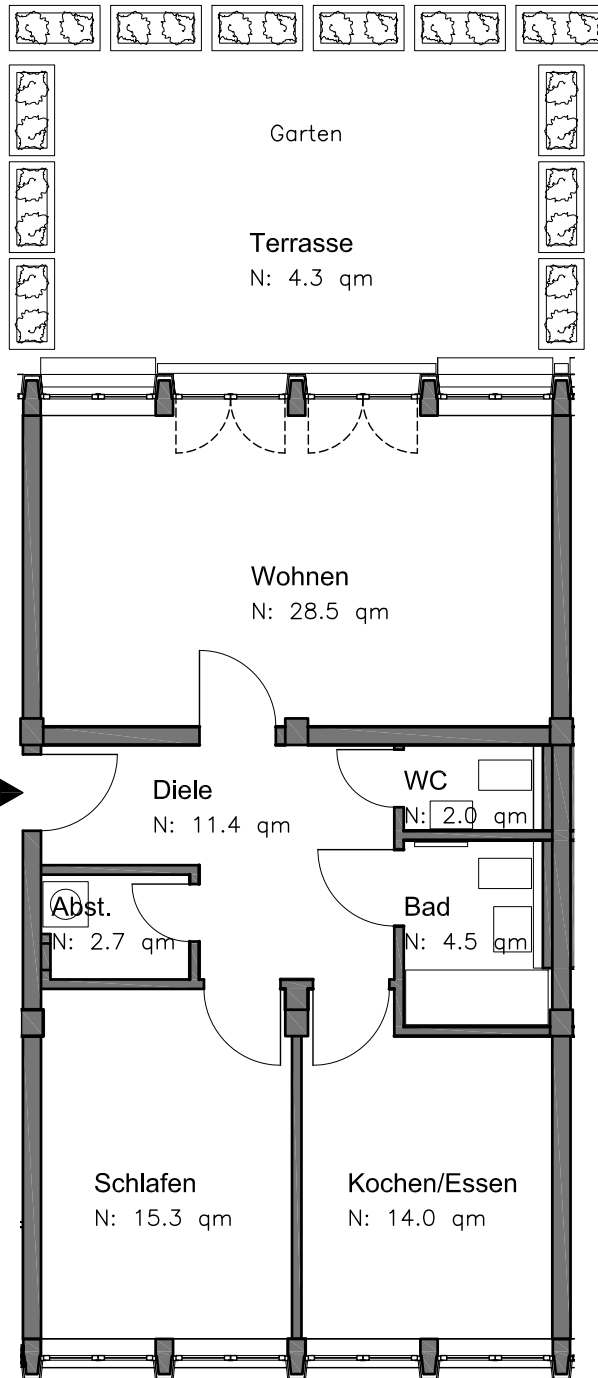 Garten
Terrasse
N: 4.3 qm
Wohnen
N: 28.5 qm
Diele
N: 11.4 qm
WC
N: 2.0 qm
Abst.
N: 2.7 qm
Bad
N: 4.5 qm
Schlafen
N: 15.3 qm
Kochen/Essen
N: 14.0 qm